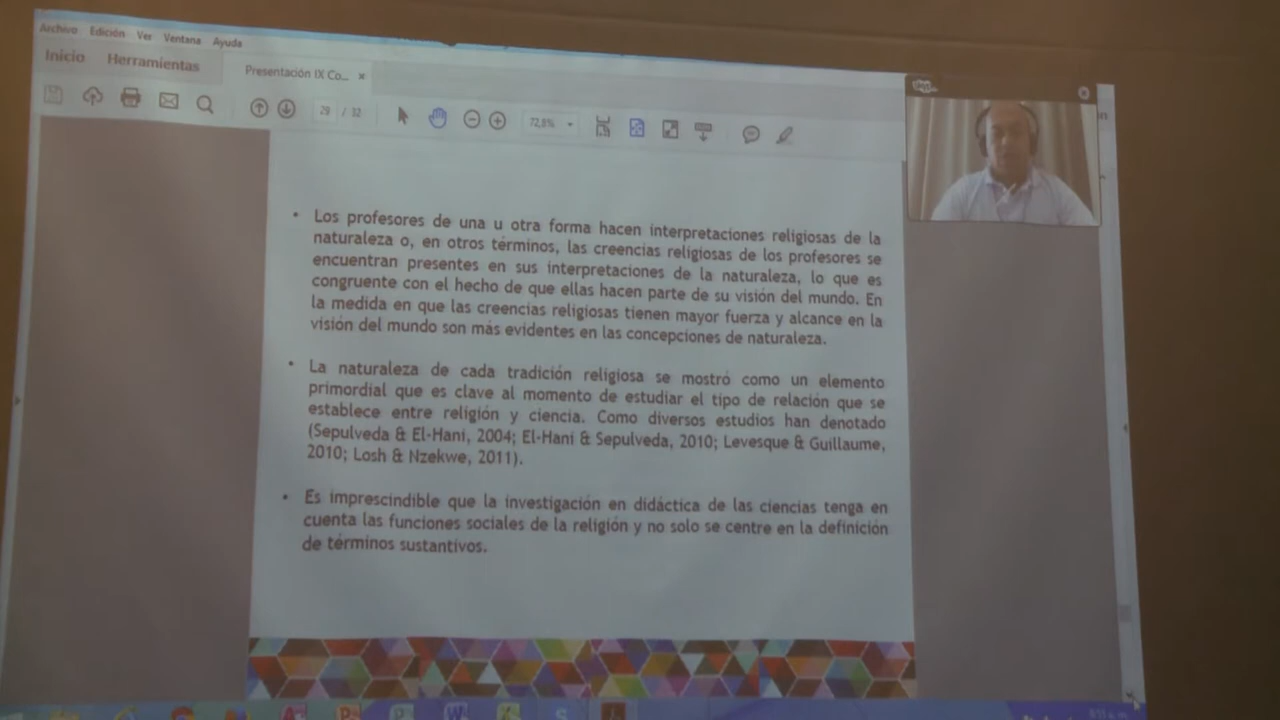 Archivo Edición Ver Ventana Ayuda
Inicio Herramientas Presentación IX Co... ×
29 / 32 72,8%
• Los profesores de una u otra forma hacen interpretaciones religiosas de la
naturaleza o, en otros términos, las creencias religiosas de los profesores se
encuentran presentes en sus interpretaciones de la naturaleza, lo que es
congruente con el hecho de que ellas hacen parte de su visión del mundo. En
la medida en que las creencias religiosas tienen mayor fuerza y alcance en la
visión del mundo son más evidentes en las concepciones de naturaleza.
• La naturaleza de cada tradición religiosa se mostró como un elemento
primordial que es clave al momento de estudiar el tipo de relación que se
establece entre religión y ciencia. Como diversos estudios han denotado
(Sepulveda & El-Hani, 2004; El-Hani & Sepulveda, 2010; Levesque & Guillaume,
2010; Losh & Nzekwe, 2011).
• Es imprescindible que la investigación en didáctica de las ciencias tenga en
cuenta las funciones sociales de la religión y no solo se centre en la definición
de términos sustantivos.